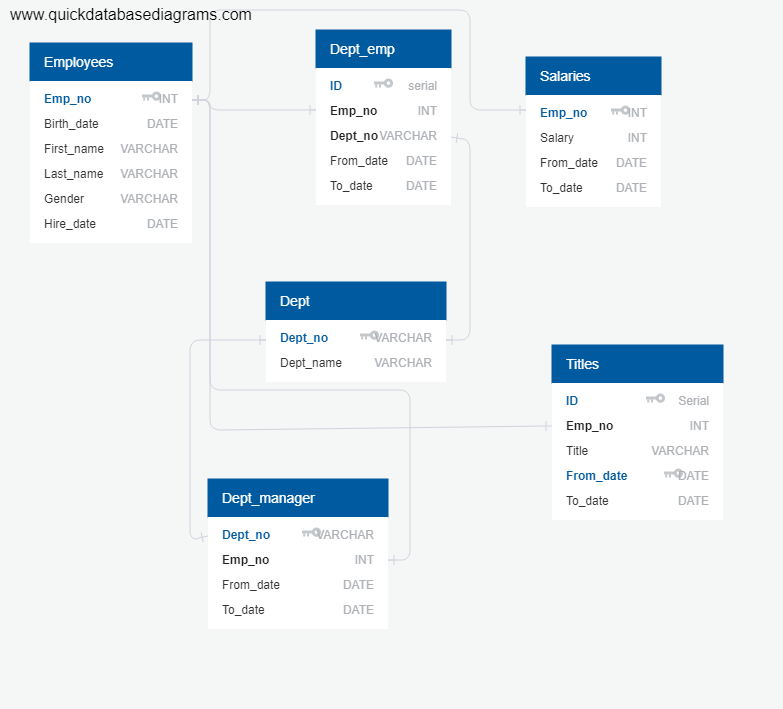 www.quickdatabasediagrams.com
Employees
Emp_no INT
Birth_date DATE
First_name VARCHAR
Last_name VARCHAR
Gender VARCHAR
Hire_date DATE
Dept_emp
ID serial
Emp_no INT
Dept_no VARCHAR
From_date DATE
To_date DATE
Salaries
Emp_no INT
Salary INT
From_date DATE
To_date DATE
Dept
Dept_no VARCHAR
Dept_name VARCHAR
Titles
ID Serial
Emp_no INT
Title VARCHAR
From_date DATE
To_date DATE
Dept_manager
Dept_no VARCHAR
Emp_no INT
From_date DATE
To_date DATE